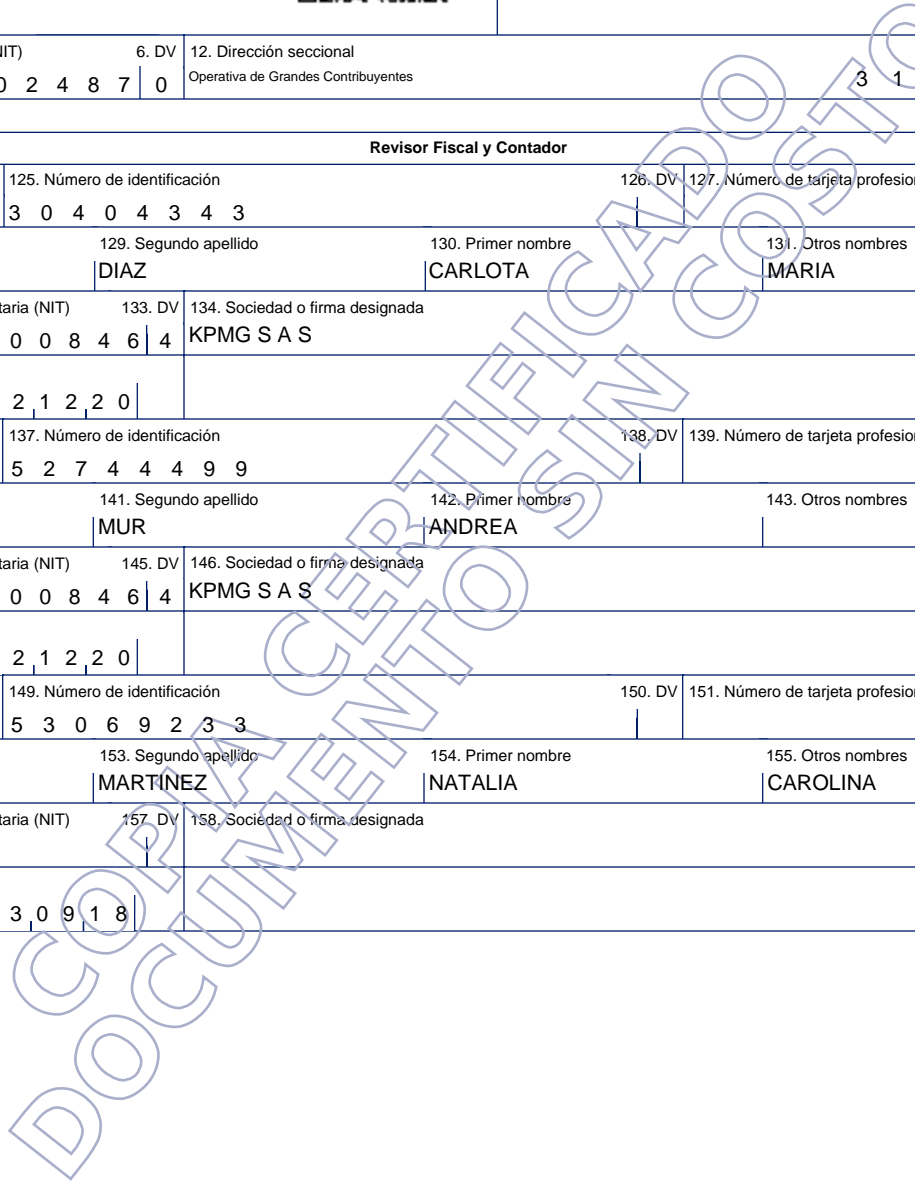 NIT) 6. DV 12. Dirección seccional
0 2 4 8 7 0 Operativa de Grandes Contribuyentes 3 1
Revisor Fiscal y Contador
125. Número de identificación 126. DV 127. Número de tarjeta profesion
3 0 4 0 4 3 4 3
129. Segundo apellido 130. Primer nombre 131. Otros nombres
DIAZ CARLOTA MARIA
taria (NIT) 133. DV 134. Sociedad o firma designada
0 0 8 4 6 4 KPMG S A S
2 1 2 2 0
137. Número de identificación 138. DV 139. Número de tarjeta profesion
5 2 7 4 4 4 9 9
141. Segundo apellido 142. Primer nombre 143. Otros nombres
MUR ANDREA
taria (NIT) 145. DV 146. Sociedad o firma designada
0 0 8 4 6 4 KPMG S A S
2 1 2 2 0
149. Número de identificación 150. DV 151. Número de tarjeta profesion
5 3 0 6 9 2 3 3
153. Segundo apellido 154. Primer nombre 155. Otros nombres
MARTINEZ NATALIA CAROLINA
taria (NIT) 157. DV 158. Sociedad o firma designada
3 0 9 1 8
COPIA CERTIFICADO
DOCUMENTO SIN COSTO